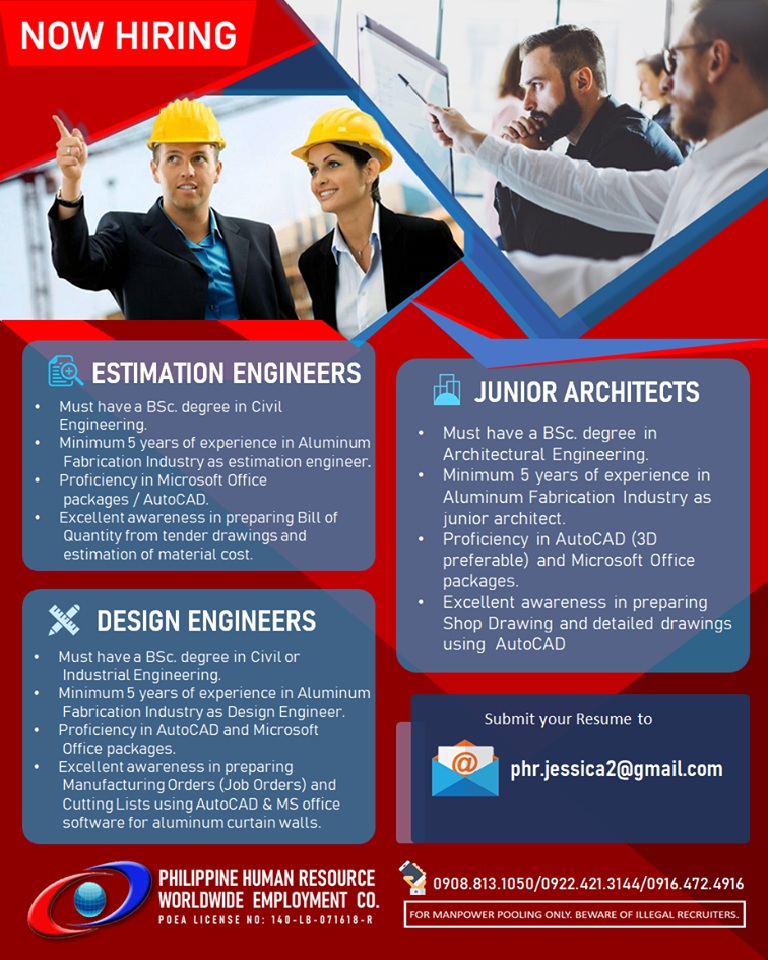 NOW HIRING
ESTIMATION ENGINEERS
• Must have a BSc. degree in Civil
Engineering.
• Minimum 5 years of experience in Aluminum
Fabrication Industry as estimation engineer.
• Proficiency in Microsoft Office
packages / AutoCAD.
• Excellent awareness in preparing Bill of
Quantity from tender drawings and
estimation of material cost.
DESIGN ENGINEERS
• Must have a BSc. degree in Civil or
Industrial Engineering.
• Minimum 5 years of experience in Aluminum
Fabrication Industry as Design Engineer.
• Proficiency in AutoCAD and Microsoft
Office packages.
• Excellent awareness in preparing
Manufacturing Orders (Job Orders) and
Cutting Lists using AutoCAD & MS office
software for aluminum curtain walls.
JUNIOR ARCHITECTS
• Must have a BSc. degree in
Architectural Engineering.
• Minimum 5 years of experience in
Aluminum Fabrication Industry as
junior architect.
• Proficiency in AutoCAD (3D
preferable) and Microsoft Office
packages.
• Excellent awareness in preparing
Shop Drawing and detailed drawings
using AutoCAD
Submit your Resume to
@
phr.jessica2@gmail.com
PHILIPPINE HUMAN RESOURCE
WORLDWIDE EMPLOYMENT CO.
POEA LICENSE NO: 140-LB-071618-R
0908.813.1050/0922.421.3144/0916.472.4916
FOR MANPOWER POOLING ONLY. BEWARE OF ILLEGAL RECRUITERS.